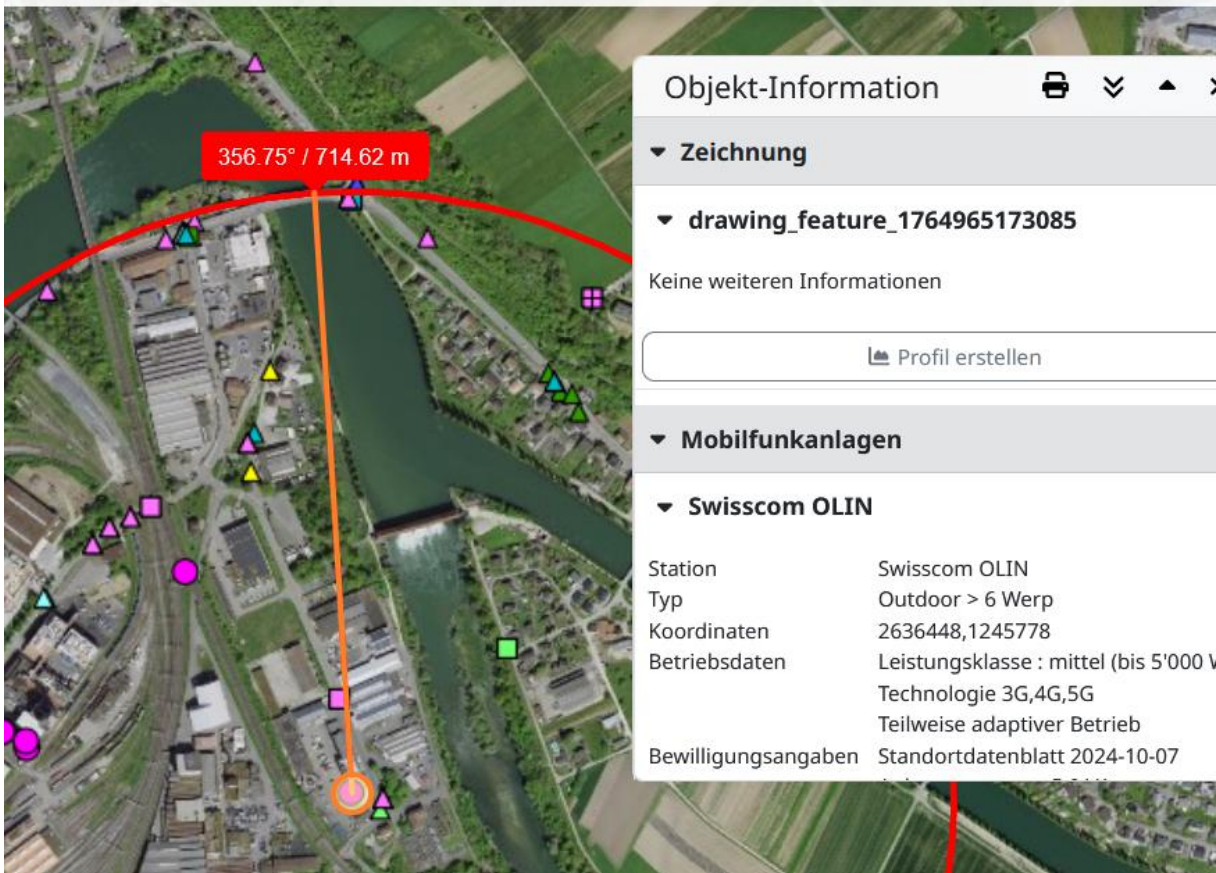 356.75° / 714.62 m
Objekt-Information
Zeichnung
drawing_feature_1764965173085
Keine weiteren Informationen
Profil erstellen
Mobilfunkanlagen
Swisscom OLIN
Station Swisscom OLIN
Typ Outdoor > 6 Werp
Koordinaten 2636448,1245778
Betriebsdaten Leistungsklasse : mittel (bis 5'000 W
Technologie 3G,4G,5G
Teilweise adaptiver Betrieb
Bewilligungsangaben Standortdatenblatt 2024-10-07